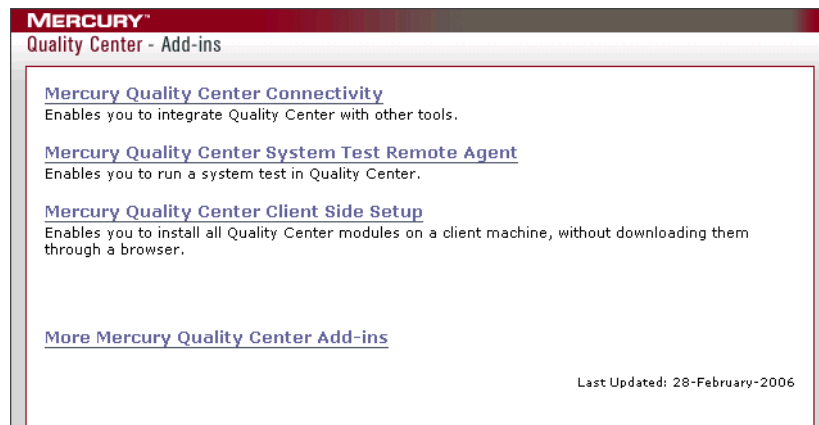 MERCURY™
Quality Center - Add-ins
Mercury Quality Center Connectivity
Enables you to integrate Quality Center with other tools.
Mercury Quality Center System Test Remote Agent
Enables you to run a system test in Quality Center.
Mercury Quality Center Client Side Setup
Enables you to install all Quality Center modules on a client machine, without downloading them
through a browser.
More Mercury Quality Center Add-ins
Last Updated: 28-February-2006